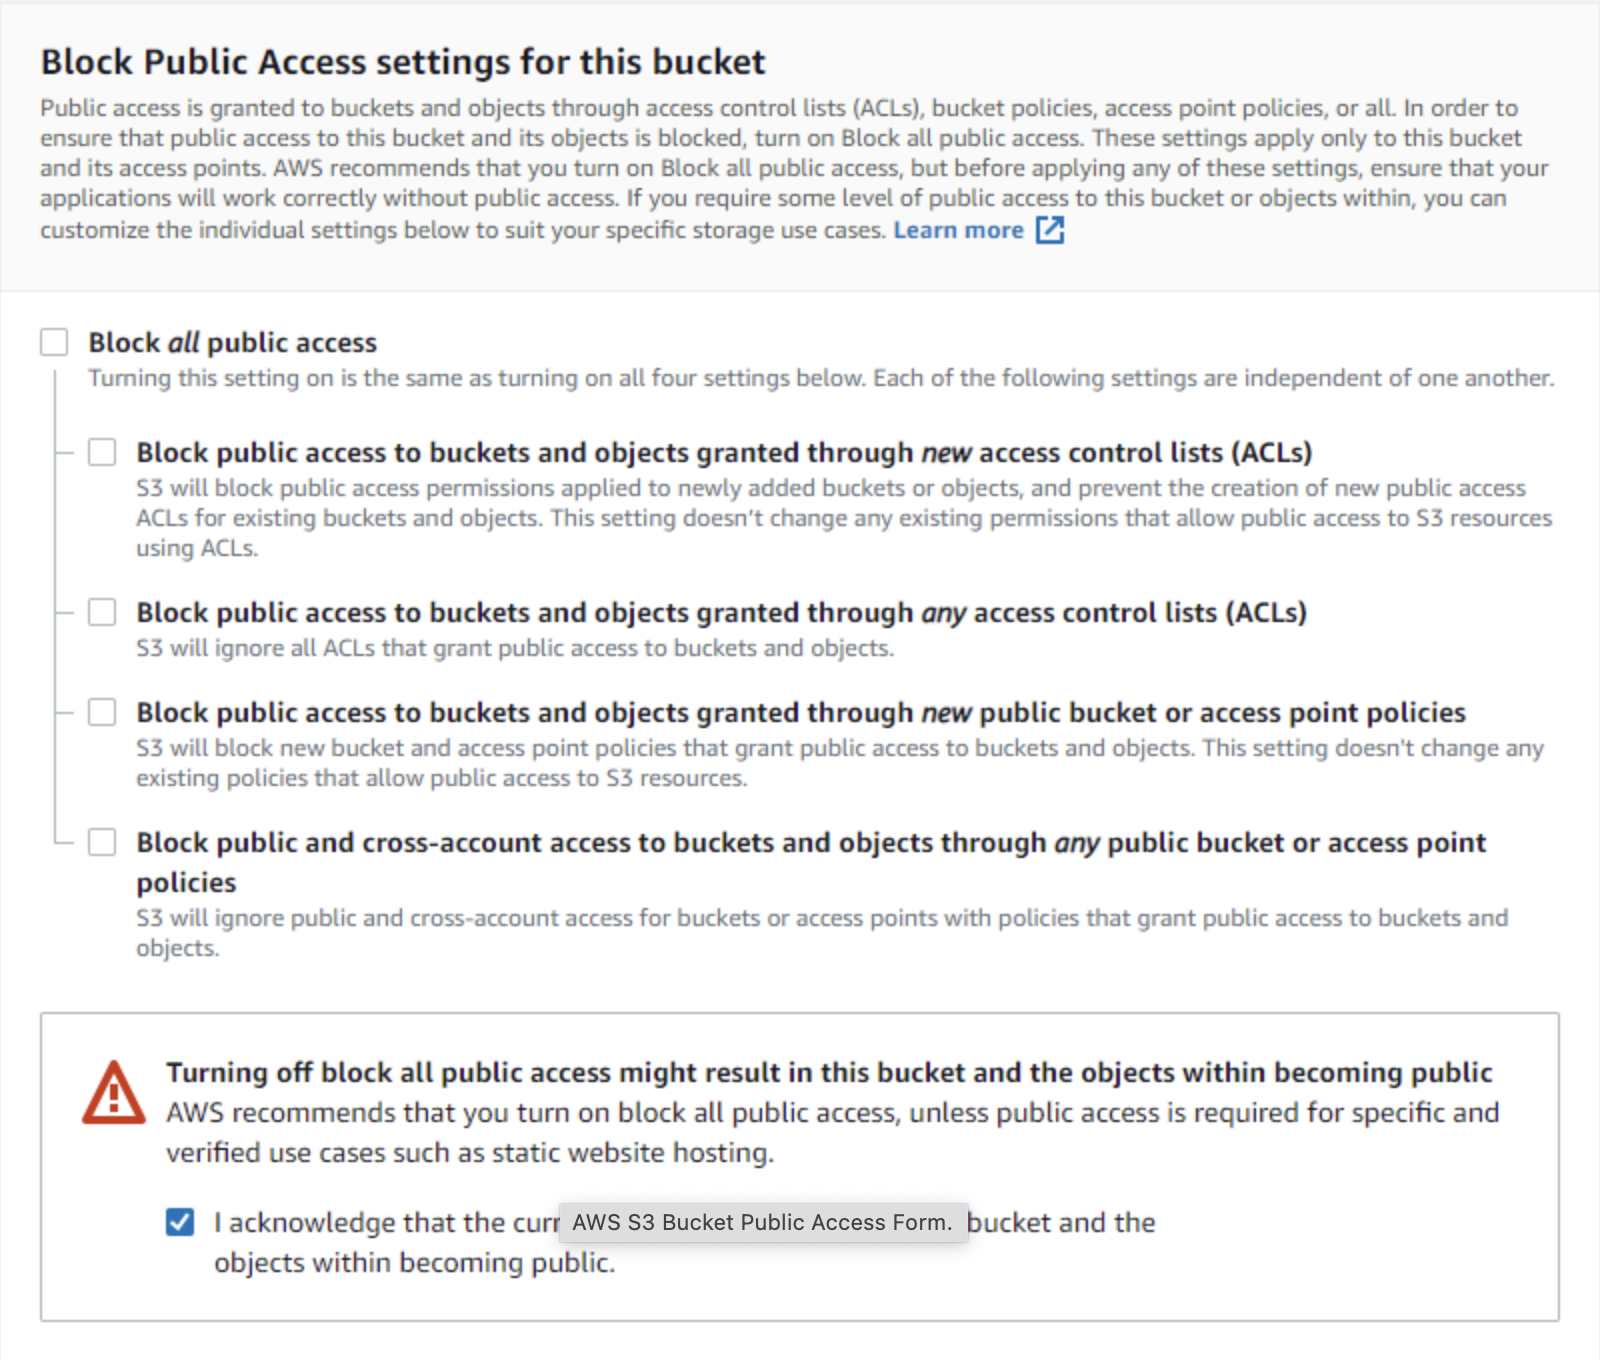 Block Public Access settings for this bucket
Public access is granted to buckets and objects through access control lists (ACLs), bucket policies, access point policies, or all. In order to
ensure that public access to this bucket and its objects is blocked, turn on Block all public access. These settings apply only to this bucket
and its access points. AWS recommends that you turn on Block all public access, but before applying any of these settings, ensure that your
applications will work correctly without public access. If you require some level of public access to this bucket or objects within, you can
customize the individual settings below to suit your specific storage use cases. Learn more
Block all public access
Turning this setting on is the same as turning on all four settings below. Each of the following settings are independent of one another.
Block public access to buckets and objects granted through new access control lists (ACLs)
S3 will block public access permissions applied to newly added buckets or objects, and prevent the creation of new public access
ACLs for existing buckets and objects. This setting doesn't change any existing permissions that allow public access to S3 resources
using ACLs.
Block public access to buckets and objects granted through any access control lists (ACLs)
S3 will ignore all ACLs that grant public access to buckets and objects.
Block public access to buckets and objects granted through new public bucket or access point policies
S3 will block new bucket and access point policies that grant public access to buckets and objects. This setting doesn't change any
existing policies that allow public access to S3 resources.
Block public and cross-account access to buckets and objects through any public bucket or access point
policies
S3 will ignore public and cross-account access for buckets or access points with policies that grant public access to buckets and
objects.
Turning off block all public access might result in this bucket and the objects within becoming public
AWS recommends that you turn on block all public access, unless public access is required for specific and
verified use cases such as static website hosting.
I acknowledge that the AWS S3 Bucket Public Access Form. bucket and the
objects within becoming public.